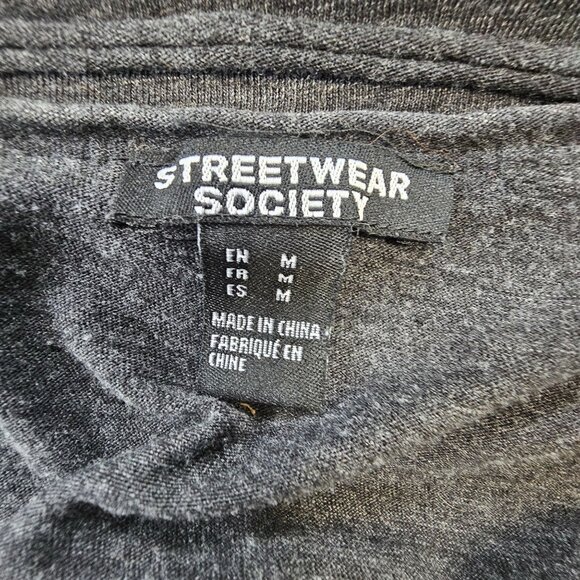 STREETWEAR
SOCIETY
EN M
FR M
ES M
MADE IN CHINA
FABRIQUÉ EN
CHINE